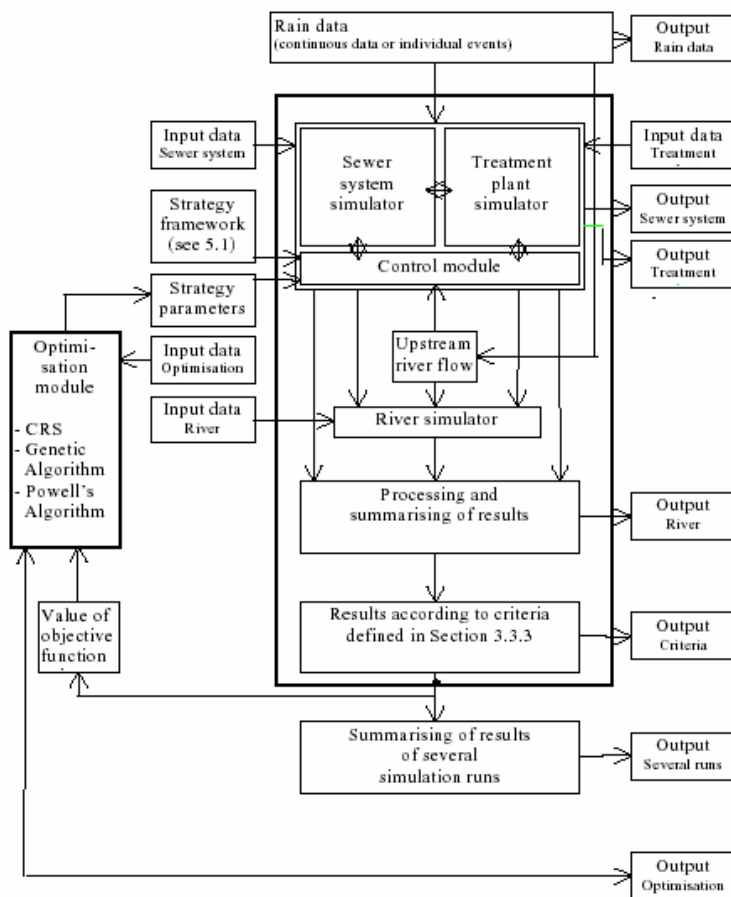 Rain data
(continuous data or individual events)
Output
Rain data
Input data
Sewer system
Sewer
system
simulator
Treatment
plant
simulator
Input data
Treatment
Strategy
framework
(see 5.1)
Output
Sewer system
Control module
Output
Treatment
Strategy
parameters
Optimi-
sation
module
- CRS
- Genetic
Algorithm
- Powell's
Algorithm
Input data
Optimisation
Upstream
river flow
Input data
River
River simulator
Processing and
summarising of results
Output
River
Value of
objective
function
Results according to criteria
defined in Section 3.3.3
Output
Criteria
Summarising of results
of several
simulation runs
Output
Several runs
Output
Optimisation